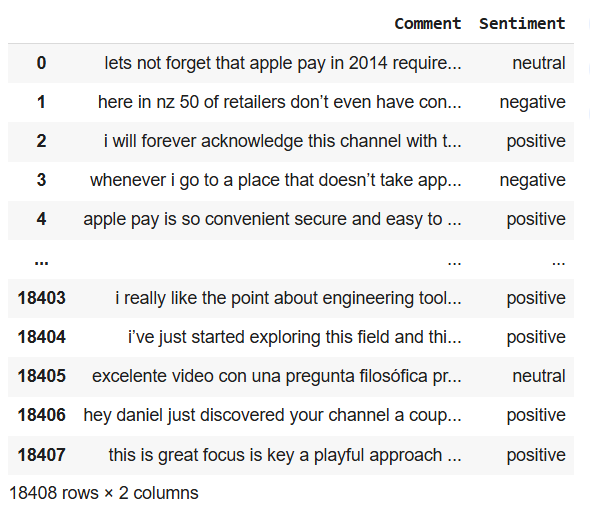 Comment Sentiment
0 lets not forget that apple pay in 2014 require... neutral
1 here in nz 50 of retailers don’t even have con... negative
2 i will forever acknowledge this channel with t... positive
3 whenever i go to a place that doesn’t take app... negative
4 apple pay is so convenient secure and easy to ... positive
... ... ...
18403 i really like the point about engineering tool... positive
18404 i’ve just started exploring this field and thi... positive
18405 excelente video con una pregunta filosófica pr... neutral
18406 hey daniel just discovered your channel a coup... positive
18407 this is great focus is key a playful approach ... positive
18408 rows × 2 columns